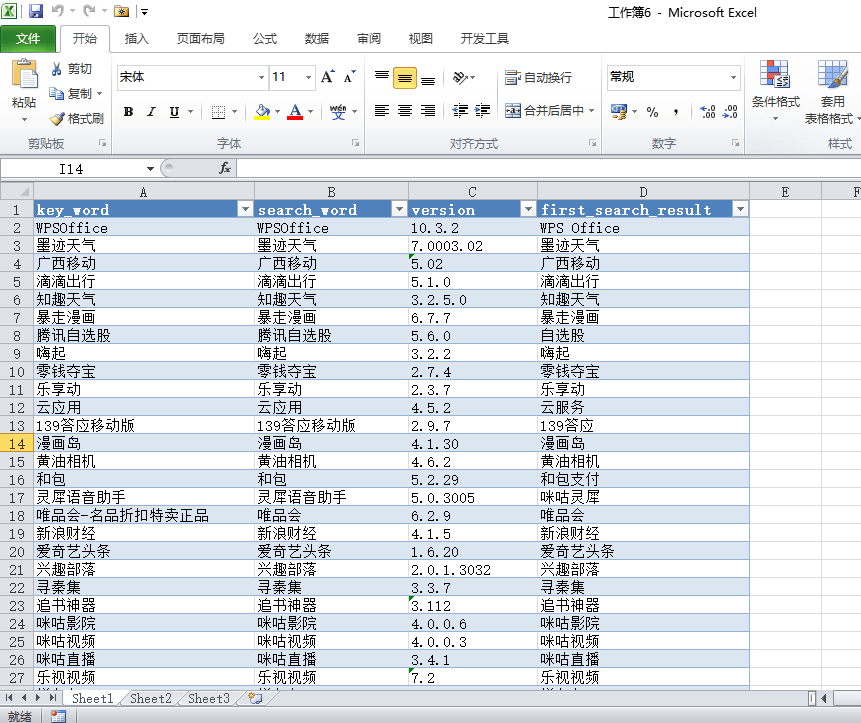 工作簿6 - Microsoft Excel
文件 开始 插入 页面布局 公式 数据 审阅 视图 开发工具
剪切 宋体 11 自动换行 常规
粘贴 复制 条件格式 套用
格式刷 B I U A wén 合并后居中 % , 表格格式
剪贴板 字体 对齐方式 数字 样式
I14 fx
A B C D E F
1 key_word search_word version first_search_result
2 WPSOffice WPSOffice 10.3.2 WPS Office
3 墨迹天气 墨迹天气 7.0003.02 墨迹天气
4 广西移动 广西移动 5.02 广西移动
5 滴滴出行 滴滴出行 5.1.0 滴滴出行
6 知趣天气 知趣天气 3.2.5.0 知趣天气
7 暴走漫画 暴走漫画 6.7.7 暴走漫画
8 腾讯自选股 腾讯自选股 5.6.0 自选股
9 嗨起 嗨起 3.2.2 嗨起
10 零钱夺宝 零钱夺宝 2.7.4 零钱夺宝
11 乐享动 乐享动 2.3.7 乐享动
12 云应用 云应用 4.5.2 云服务
13 139答应移动版 139答应移动版 2.9.7 139答应
14 漫画岛 漫画岛 4.1.30 漫画岛
15 黄油相机 黄油相机 4.6.2 黄油相机
16 和包 和包 5.2.29 和包支付
17 灵犀语音助手 灵犀语音助手 5.0.3005 咪咕灵犀
18 唯品会-名品折扣特卖正品 唯品会 6.2.9 唯品会
19 新浪财经 新浪财经 4.1.5 新浪财经
20 爱奇艺头条 爱奇艺头条 1.6.20 爱奇艺头条
21 兴趣部落 兴趣部落 2.0.1.3032 兴趣部落
22 寻秦集 寻秦集 3.3.7 寻秦集
23 追书神器 追书神器 3.112 追书神器
24 咪咕影院 咪咕影院 4.0.0.6 咪咕影院
25 咪咕视频 咪咕视频 4.0.0.3 咪咕视频
26 咪咕直播 咪咕直播 3.4.1 咪咕直播
27 乐视视频 乐视视频 7.2 乐视视频
Sheet1 Sheet2 Sheet3
就绪